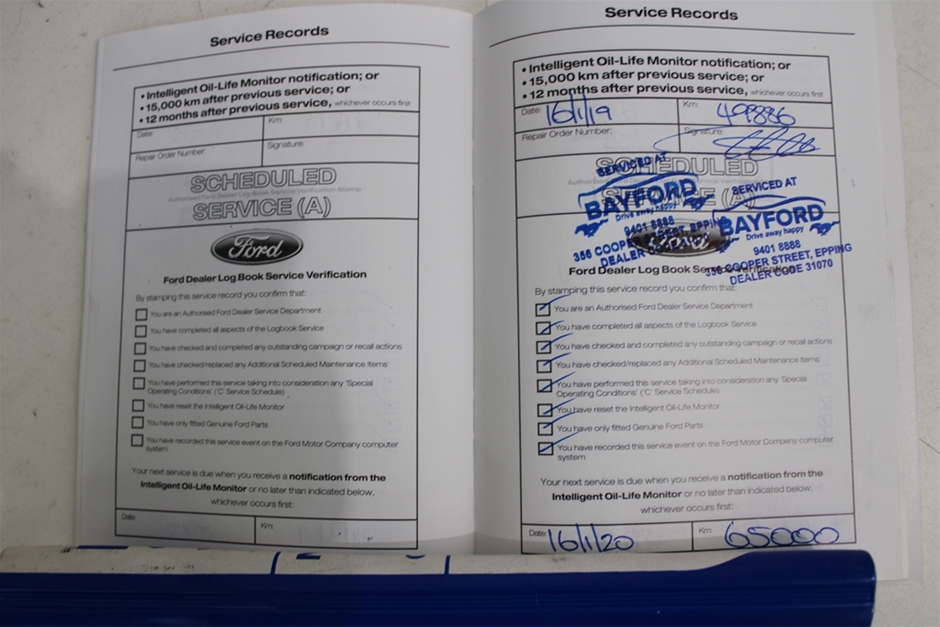 Service Records
• Intelligent Oil-Life Monitor notification; or
• 15,000 km after previous service; or
• 12 months after previous service, whichever occurs first
Date:
Km:
Repair Order Number:
Signature:
SCHEDULED
Authorised Ford Dealer Log Book Service Verification Stamp
SERVICE (A)
Ford
Ford Dealer Log Book Service Verification
By stamping this service record you confirm that:
You are an Authorised Ford Dealer Service Department
You have completed all aspects of the Logbook Service
You have checked and completed any outstanding campaign or recall actions
You have checked/replaced any Additional Scheduled Maintenance Items
You have performed this service taking into consideration any 'Special
Operating Conditions' ('C' Service Schedule)
You have reset the Intelligent Oil-Life Monitor
You have only fitted Genuine Ford Parts
You have recorded this service event on the Ford Motor Company computer
system
Your next service is due when you receive a notification from the
Intelligent Oil-Life Monitor or no later than indicated below,
whichever occurs first:
Date:
Km:
Service Records
• Intelligent Oil-Life Monitor notification; or
• 15,000 km after previous service; or
• 12 months after previous service, whichever occurs first
Date: 16/1/19
Km: 49886
Repair Order Number:
Signature:
SCHEDULED
SERVICE (A)
SERVICED AT
BAYFORD
Drive away happy
9401 8888
356 COOPER STREET, EPPING
DEALER
SERVICED AT
BAYFORD
Drive away happy
9401 8888
356 COOPER STREET, EPPING
DEALER CODE 31070
Ford
Ford Dealer Log Book Service Verification
By stamping this service record you confirm that:
You are an Authorised Ford Dealer Service Department
You have completed all aspects of the Logbook Service
You have checked and completed any outstanding campaign or recall actions
You have checked/replaced any Additional Scheduled Maintenance Items
You have performed this service taking into consideration any 'Special
Operating Conditions' ('C' Service Schedule)
You have reset the Intelligent Oil-Life Monitor
You have only fitted Genuine Ford Parts
You have recorded this service event on the Ford Motor Company computer
system
Your next service is due when you receive a notification from the
Intelligent Oil-Life Monitor or no later than indicated below,
whichever occurs first:
Date: 16/1/20
Km: 65000